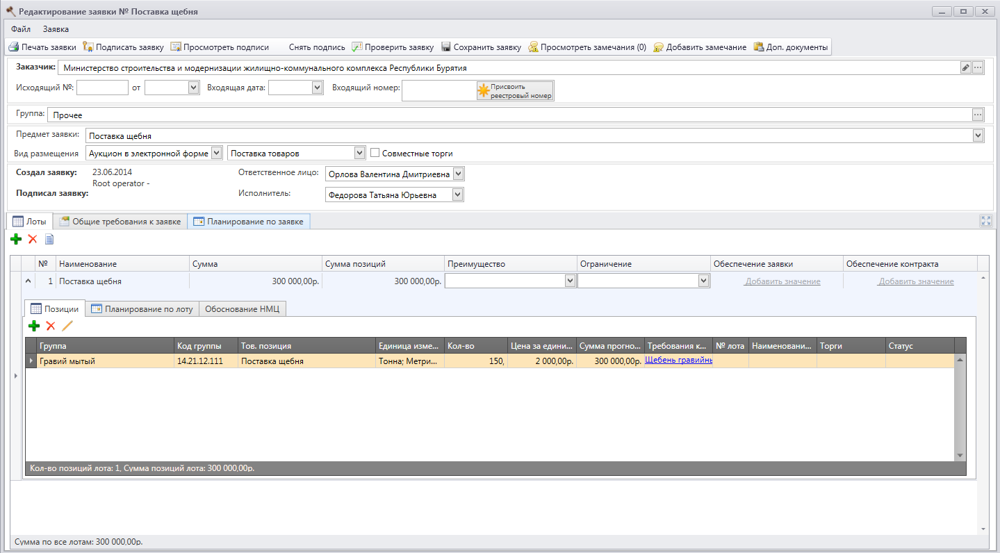 Редактирование заявки № Поставка щебня
Файл Заявка
Печать заявки Подписать заявку Просмотреть подписи Снять подпись Проверить заявку Сохранить заявку Просмотреть замечания (0) Добавить замечание Доп. документы
Заказчик: Министерство строительства и модернизации жилищно-коммунального комплекса Республики Бурятия
Исходящий №: от Входящая дата: Входящий номер: Присвоить
реестровый номер
Группа: Прочее
Предмет заявки: Поставка щебня
Вид размещения Аукцион в электронной форме Поставка товаров Совместные торги
Создал заявку: 23.06.2014 Ответственное лицо: Орлова Валентина Дмитриевна
Root operator -
Подписал заявку: Исполнитель: Федорова Татьяна Юрьевна
Лоты Общие требования к заявке Планирование по заявке
№ Наименование Сумма Сумма позиций Преимущество Ограничение Обеспечение заявки Обеспечение контракта
1 Поставка щебня 300 000,00р. 300 000,00р. Добавить значение Добавить значение
Позиции Планирование по лоту Обоснование НМЦ
Группа Код группы Тов. позиция Единица изме... Кол-во Цена за едини... Сумма прогно... Требования к... № лота Наименовани... Торги Статус
Гравий мытый 14.21.12.111 Поставка щебня Тонна; Метри... 150, 2 000,00р. 300 000,00р. Щебень гравийнь
Кол-во позиций лота: 1, Сумма позиций лота: 300 000,00р.
Сумма по все лотам: 300 000,00р.